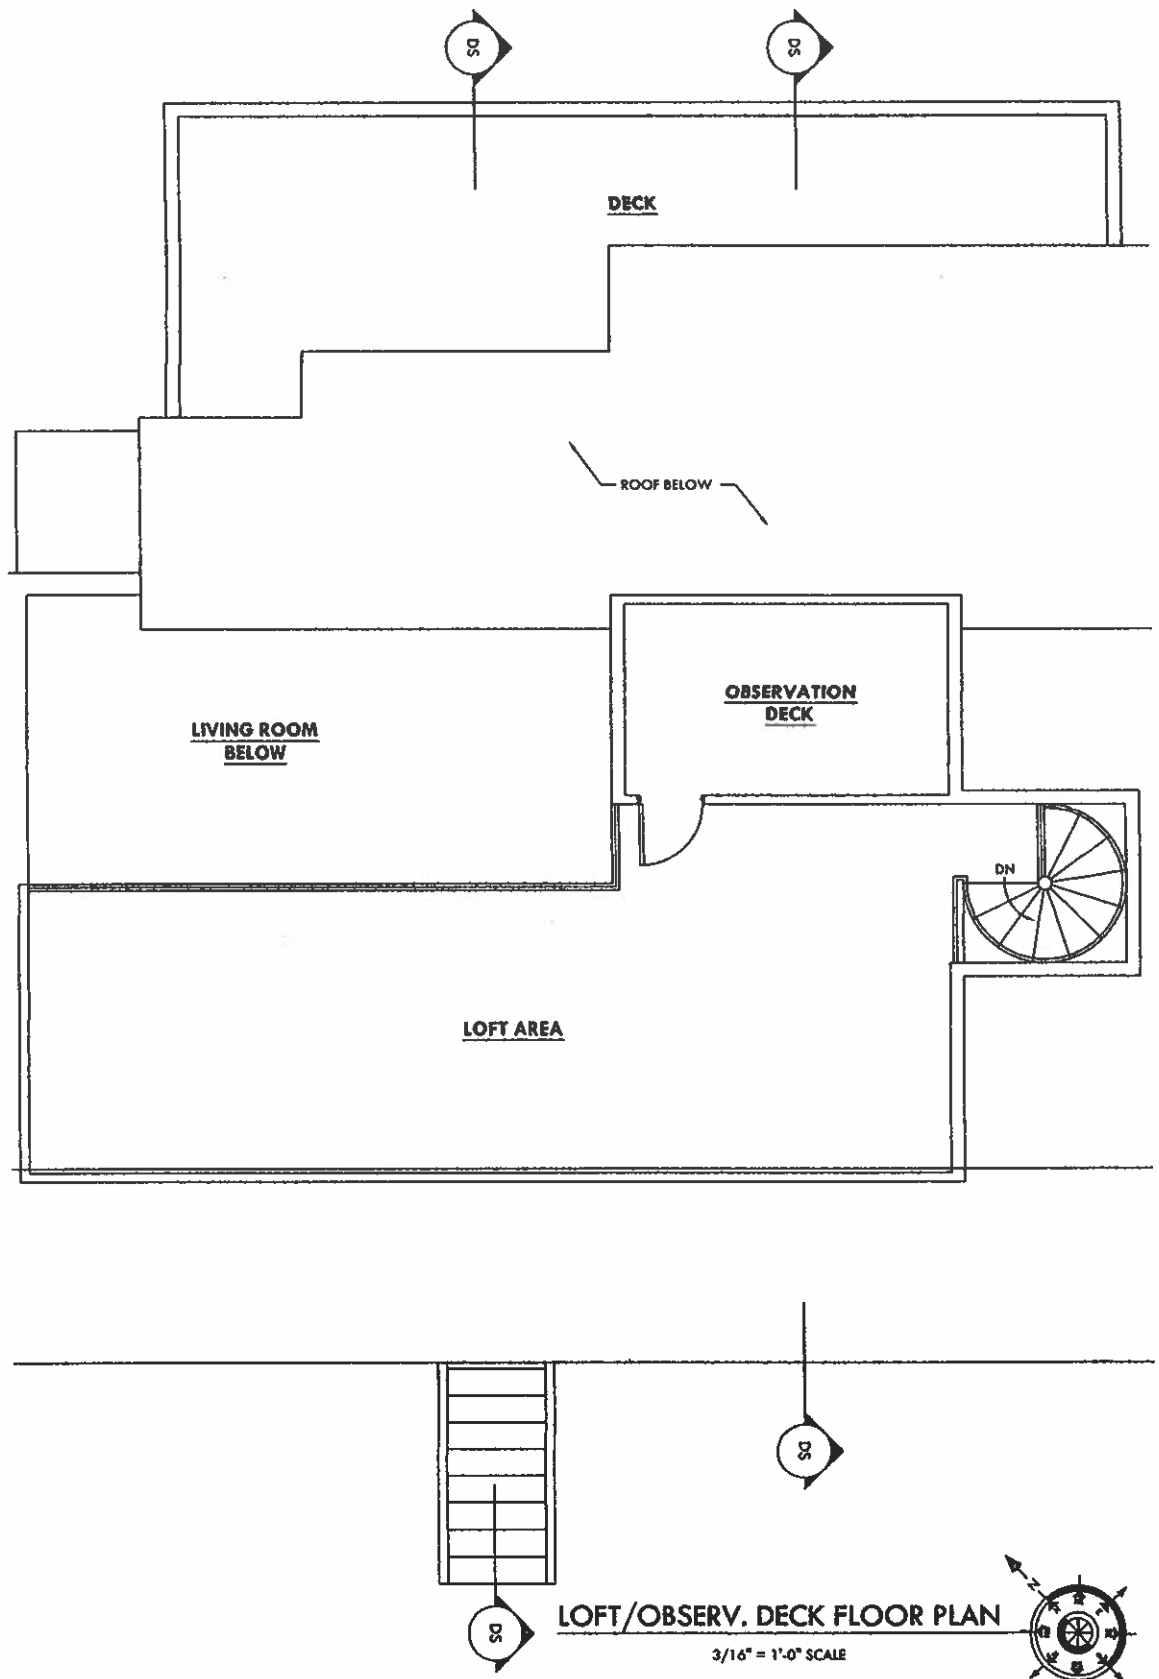 DS
DS
DECK
ROOF BELOW
OBSERVATION
DECK
LIVING ROOM
BELOW
DN
LOFT AREA
DS
DS
LOFT/OBSERV. DECK FLOOR PLAN
3/16" = 1'-0" SCALE
N